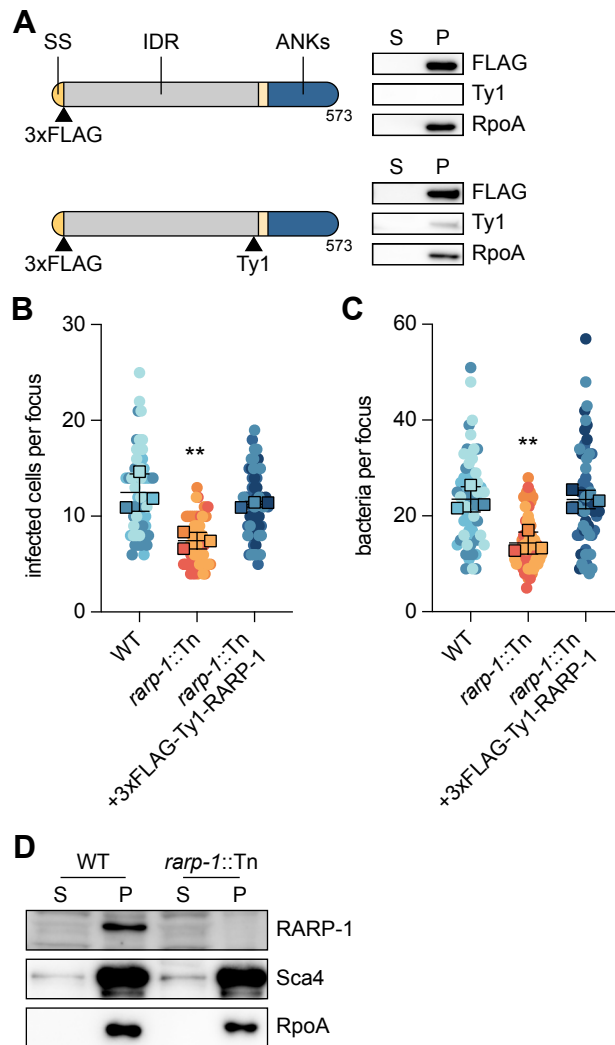 A
SS IDR ANKs
573
3xFLAG
S P
FLAG
Ty1
RpoA
573
3xFLAG Ty1
S P
FLAG
Ty1
RpoA
B
infected cells per focus
30
20
10
0
**
WT
rarp-1::Tn
rarp-1::Tn
+3xFLAG-Ty1-RARP-1
C
bacteria per focus
60
40
20
0
**
WT
rarp-1::Tn
rarp-1::Tn
+3xFLAG-Ty1-RARP-1
D
WT rarp-1::Tn
S P S P
RARP-1
Sca4
RpoA